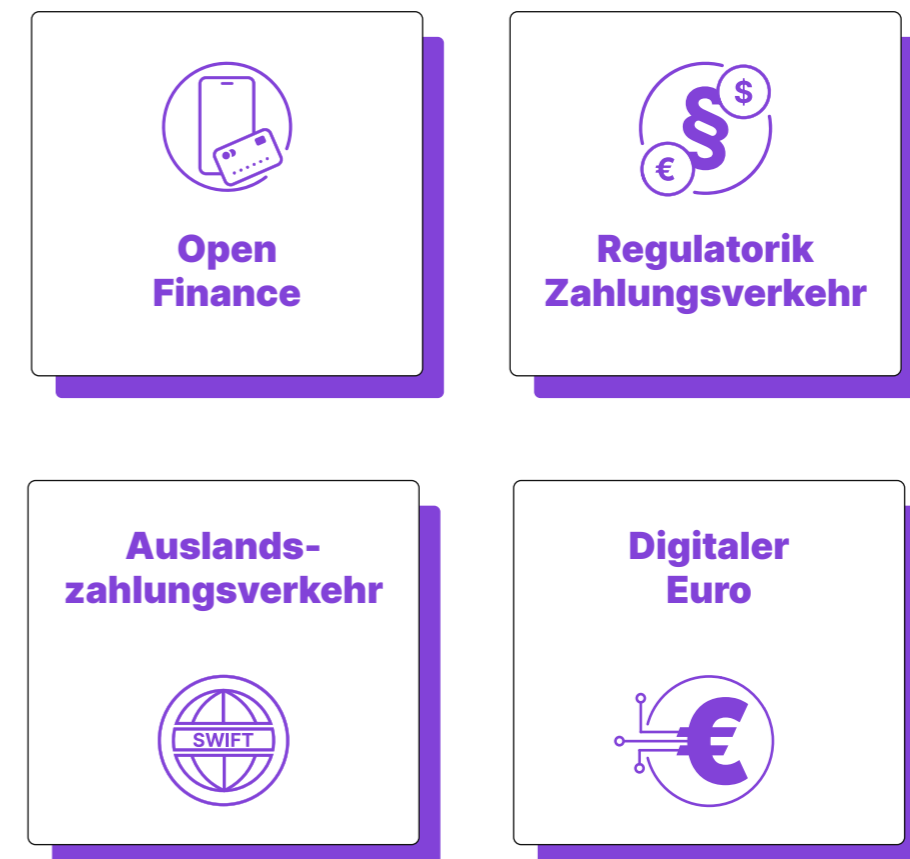 $
§
€
Open
Finance
Regulatorik
Zahlungsverkehr
Auslands-
zahlungsverkehr
Digitaler
Euro
SWIFT
€